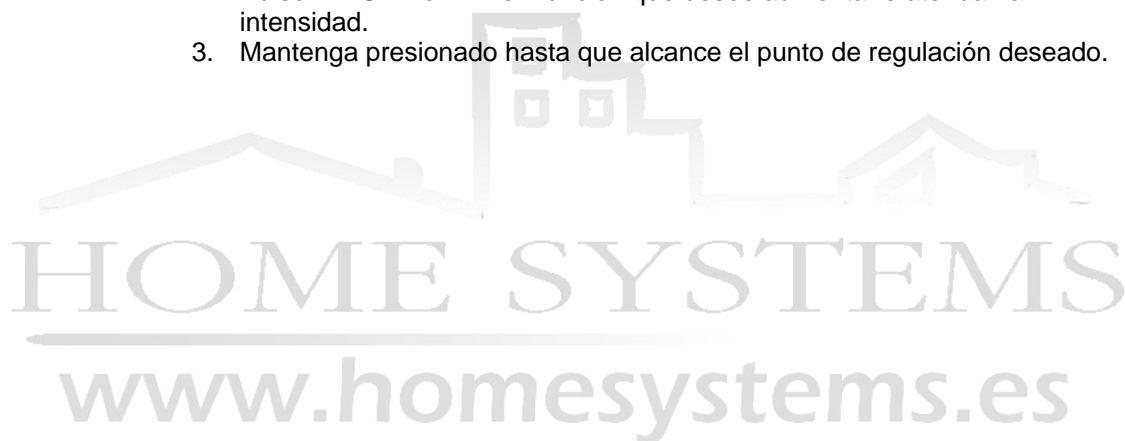 intensidad.
3. Mantenga presionado hasta que alcance el punto de regulación deseado.
HOME SYSTEMS
www.homesystems.es